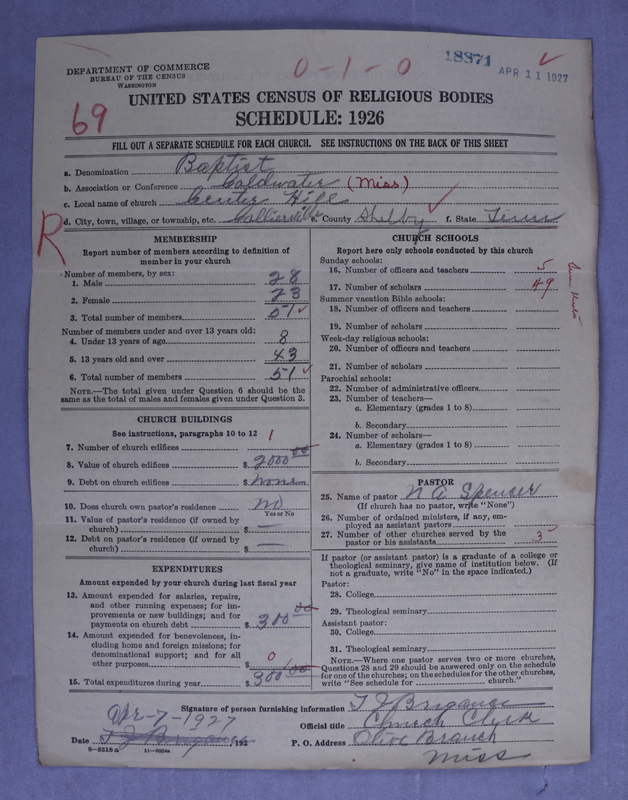 DEPARTMENT OF COMMERCE
BUREAU OF THE CENSUS
WASHINGTON
0-1-0
18871
APR 11 1927
69
UNITED STATES CENSUS OF RELIGIOUS BODIES
SCHEDULE: 1926
FILL OUT A SEPARATE SCHEDULE FOR EACH CHURCH. SEE INSTRUCTIONS ON THE BACK OF THIS SHEET
a. Denomination Baptist
b. Association or Conference Coldwater (Miss)
c. Local name of church Center Hill
d. City, town, village, or township, etc. Collierville e. County Shelby f. State Tenn
R
MEMBERSHIP
Report number of members according to definition of
member in your church
Number of members, by sex:
1. Male 28
2. Female 23
3. Total number of members 51
Number of members under and over 13 years old:
4. Under 13 years of age 8
5. 13 years old and over 43
6. Total number of members 51
NOTE.—The total given under Question 6 should be the
same as the total of males and females given under Question 3.
CHURCH BUILDINGS
See instructions, paragraphs 10 to 12
7. Number of church edifices 1
8. Value of church edifices $ 2000 00
9. Debt on church edifices $
10. Does church own pastor's residence No
Yes or No
11. Value of pastor's residence (if owned by
church) $ —
12. Debt on pastor's residence (if owned by
church) $ —
EXPENDITURES
Amount expended by your church during last fiscal year
13. Amount expended for salaries, repairs,
and other running expenses; for im-
provements or new buildings; and for
payments on church debt $ 300 00
14. Amount expended for benevolences, in-
cluding home and foreign missions; for
denominational support; and for all
other purposes $ 0
15. Total expenditures during year $ 300 00
CHURCH SCHOOLS
Report here only schools conducted by this church
Sunday schools:
16. Number of officers and teachers 5
17. Number of scholars 49
Summer vacation Bible schools:
18. Number of officers and teachers
19. Number of scholars
Week-day religious schools:
20. Number of officers and teachers
21. Number of scholars
Parochial schools:
22. Number of administrative officers
23. Number of teachers—
a. Elementary (grades 1 to 8)
b. Secondary
24. Number of scholars—
a. Elementary (grades 1 to 8)
b. Secondary
PASTOR
25. Name of pastor N A Spencer
(If church has no pastor, write "None")
26. Number of ordained ministers, if any, em-
ployed as assistant pastors
27. Number of other churches served by the
pastor or his assistants 3
If pastor (or assistant pastor) is a graduate of a college or
theological seminary, give name of institution below. (If
not a graduate, write "No" in the space indicated.)
Pastor:
28. College
29. Theological seminary
Assistant pastor:
30. College
31. Theological seminary
NOTE.—Where one pastor serves two or more churches,
Questions 28 and 29 should be answered only on the schedule
for one of the churches; on the schedules for the other churches,
write "See schedule for church."
Signature of person furnishing information T J Brigance
Official title Church Clerk
Apr-7-1927
Date T J Brigance, 192 P. O. Address Olive Branch
Miss
8-5518a 11-9284a